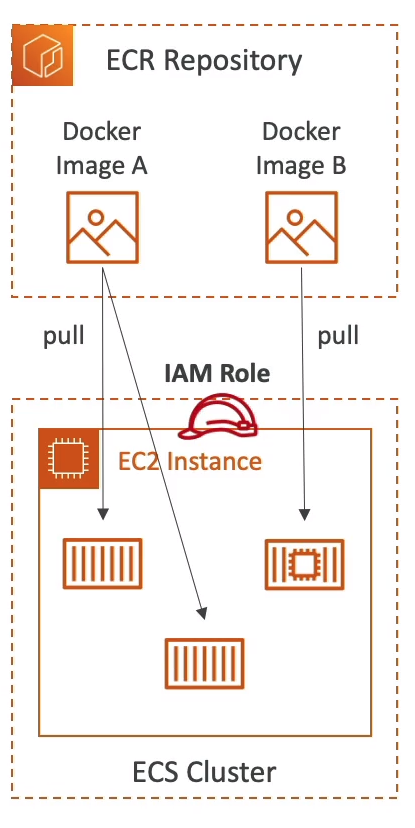 ECR Repository
Docker
Image A
Docker
Image B
pull
pull
IAM Role
EC2 Instance
ECS Cluster